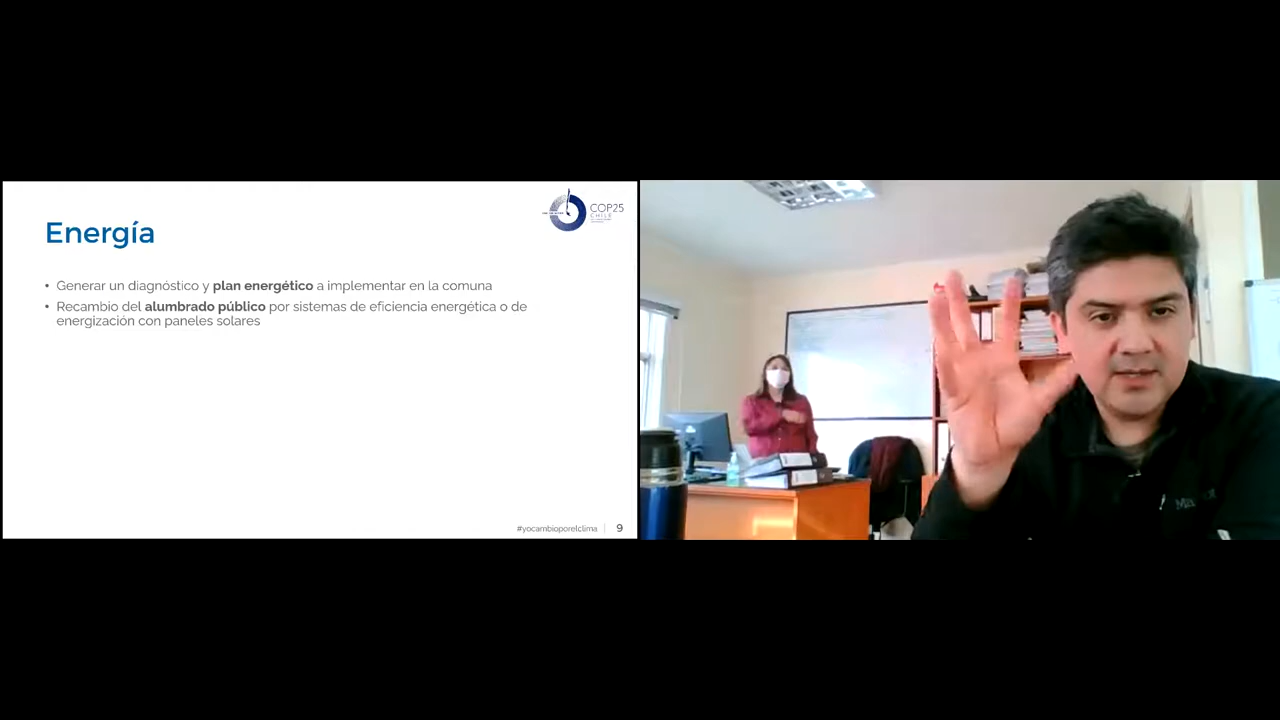 COP25
CHILE
Energía
• Generar un diagnóstico y plan energético a implementar en la comuna
• Recambio del alumbrado público por sistemas de eficiencia energética o de
energización con paneles solares
#yocambioporelclima
9